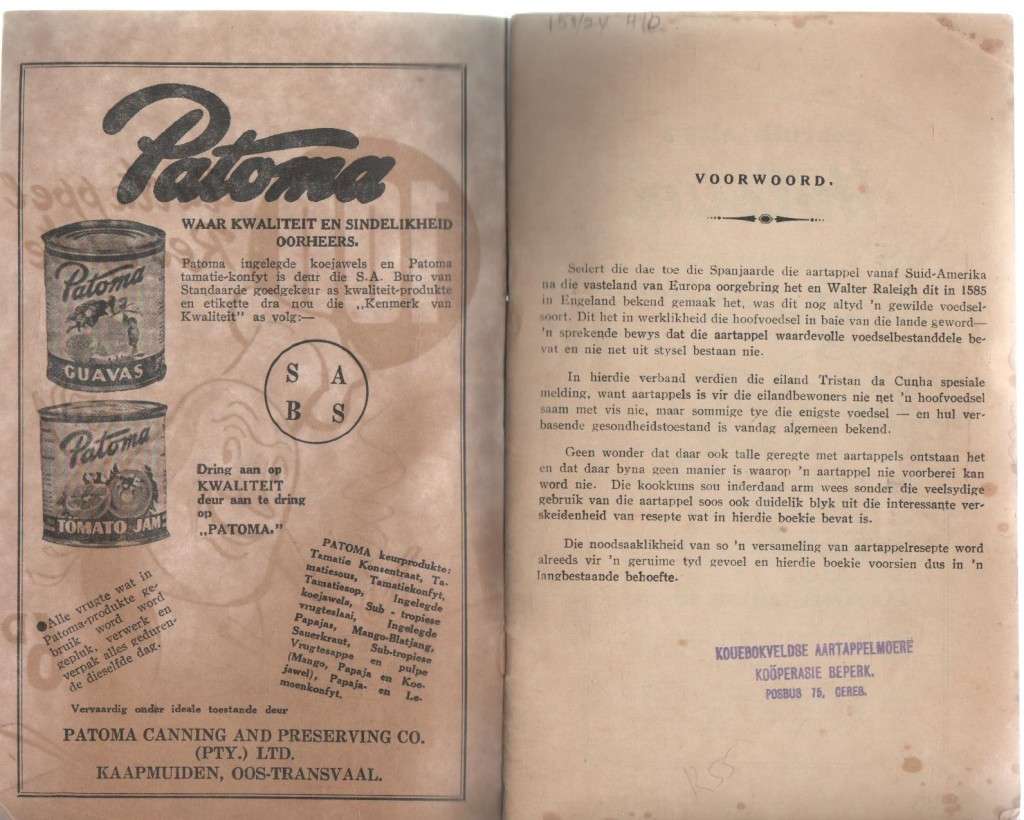 Patoma
WAAR KWALITEIT EN SINDELIKHEID
OORHEERS.
Patoma ingelegde koejawels en Patoma
tamatie-konfyt is deur die S.A. Buro van
Standaarde goedgekeur as kwaliteit-produkte
en etikette dra nou die „Kenmerk van
Kwaliteit" as volg:—
Patoma
GUAVAS
S A
B S
Patoma
TOMATO JAM
Dring aan op
KWALITEIT
deur aan te dring
op
„PATOMA."
●Alle vrugte wat in
Patoma-produkte ge-
bruik word word
gepluk, verwerk en
verpak alles geduren-
de dieselfde dag.
PATOMA keurprodukte:
Tamatie Konsentraat, Ta-
matiesous, Tamatiekonfyt,
Tamatiesop, Ingelegde
koejawels, Sub - tropiese
vrugteslaai, Ingelegde
Papajas, Mango-Blatjang,
Sauerkraut, Sub-tropiese
Vrugtesappe en pulpe
(Mango, Papaja en Koe-
jawel), Papaja- en Le-
moenkonfyt.
Vervaardig onder ideale toestande deur
PATOMA CANNING AND PRESERVING CO.
(PTY.) LTD.
KAAPMUIDEN, OOS-TRANSVAAL.
VOORWOORD.
Sedert die dae toe die Spanjaarde die aartappel vanaf Suid-Amerika
na die vasteland van Europa oorgebring het en Walter Raleigh dit in 1585
in Engeland bekend gemaak het, was dit nog altyd 'n gewilde voedsel-
soort. Dit het in werklikheid die hoofvoedsel in baie van die lande geword—
'n sprekende bewys dat die aartappel waardevolle voedselbestanddele be-
vat en nie net uit stysel bestaan nie.
In hierdie verband verdien die eiland Tristan da Cunha spesiale
melding, want aartappels is vir die eilandbewoners nie net 'n hoofvoedsel
saam met vis nie, maar sommige tye die enigste voedsel — en hul ver-
basende gesondheidstoestand is vandag algemeen bekend.
Geen wonder dat daar ook talle geregte met aartappels ontstaan het
en dat daar byna geen manier is waarop 'n aartappel nie voorberei kan
word nie. Die kookkuns sou inderdaad arm wees sonder die veelsydige
gebruik van die aartappel soos ook duidelik blyk uit die interessante ver-
skeidenheid van resepte wat in hierdie boekie bevat is.
Die noodsaaklikheid van so 'n versameling van aartappelresepte word
alreeds vir 'n geruime tyd gevoel en hierdie boekie voorsien dus in 'n
langbestaande behoefte.
KOUEBOKVELDSE AARTAPPELMOERE
KOÖPERASIE BEPERK.
POSBUS 75, CERES.
R55